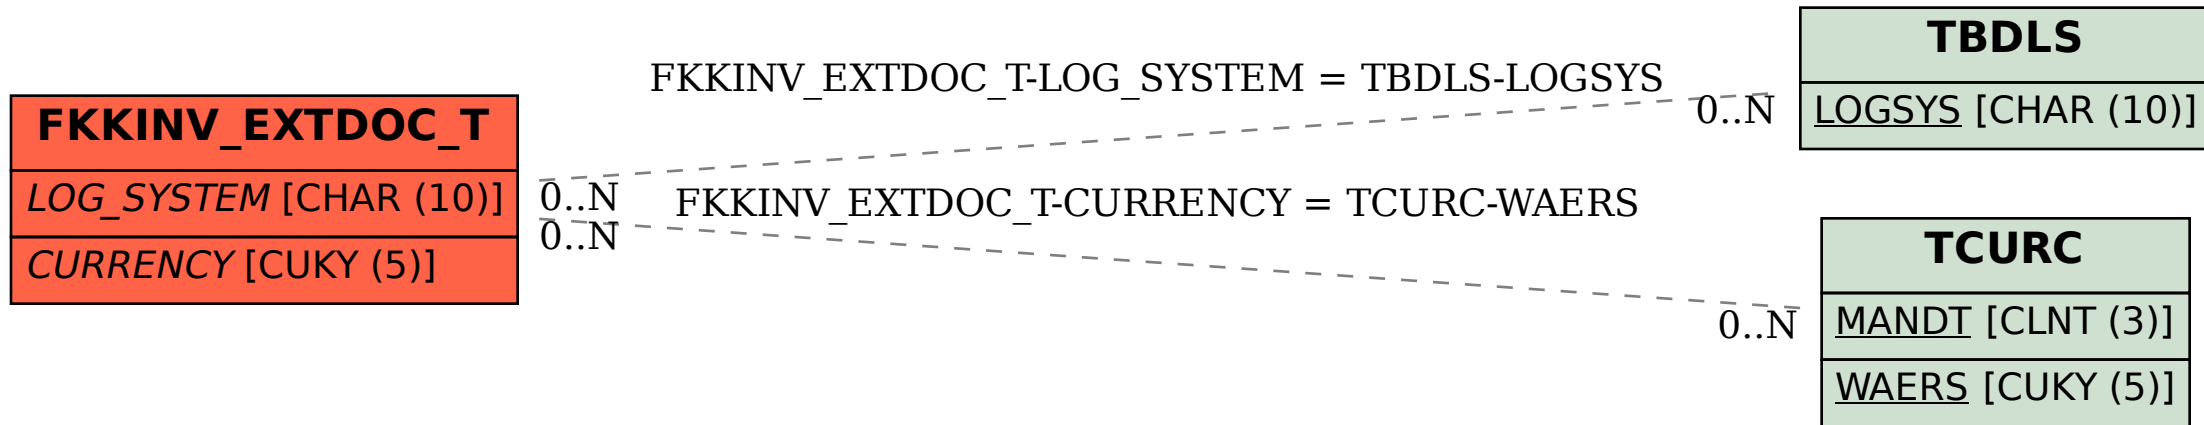 FKKINV_EXTDOC_T
LOG_SYSTEM [CHAR (10)]
CURRENCY [CUKY (5)]
FKKINV_EXTDOC_T-LOG_SYSTEM = TBDLS-LOGSYS
0..N
0..N
FKKINV_EXTDOC_T-CURRENCY = TCURC-WAERS
0..N
0..N
TBDLS
LOGSYS [CHAR (10)]
TCURC
MANDT [CLNT (3)]
WAERS [CUKY (5)]